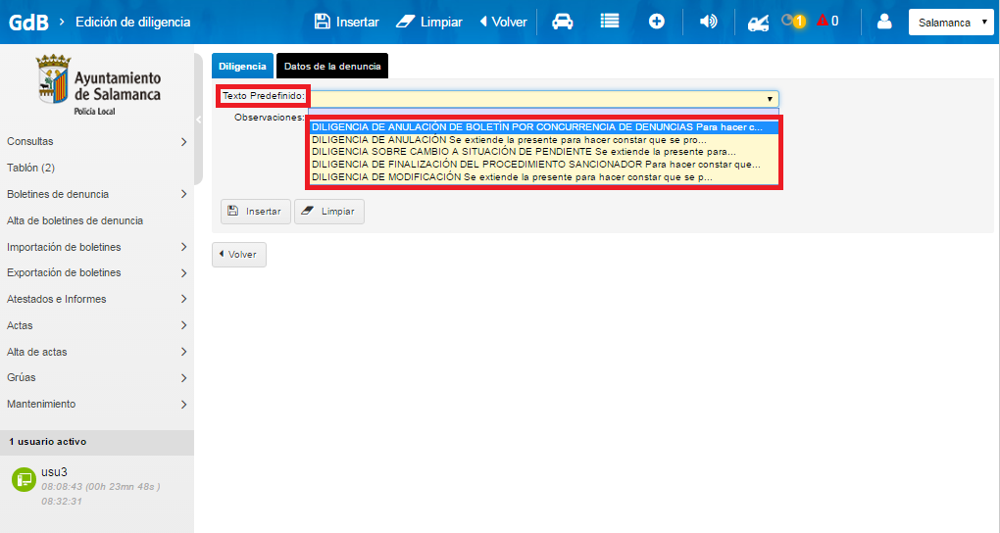 GdB
Edición de diligencia
Insertar
Limpiar
Volver
1
0
Salamanca
Ayuntamiento
de Salamanca
Policía Local
Consultas
Tablón (2)
Boletines de denuncia
Alta de boletines de denuncia
Importación de boletines
Exportación de boletines
Atestados e Informes
Actas
Alta de actas
Grúas
Mantenimiento
1 usuario activo
usu3
08:08:43 (00h 23mn 48s )
08:32:31
Diligencia
Datos de la denuncia
Texto Predefinido:
Observaciones:
DILIGENCIA DE ANULACIÓN DE BOLETÍN POR CONCURRENCIA DE DENUNCIAS Para hacer c...
DILIGENCIA DE ANULACIÓN Se extiende la presente para hacer constar que se pro...
DILIGENCIA SOBRE CAMBIO A SITUACIÓN DE PENDIENTE Se extiende la presente para...
DILIGENCIA DE FINALIZACIÓN DEL PROCEDIMIENTO SANCIONADOR Para hacer constar que...
DILIGENCIA DE MODIFICACIÓN Se extiende la presente para hacer constar que se p...
Insertar
Limpiar
Volver